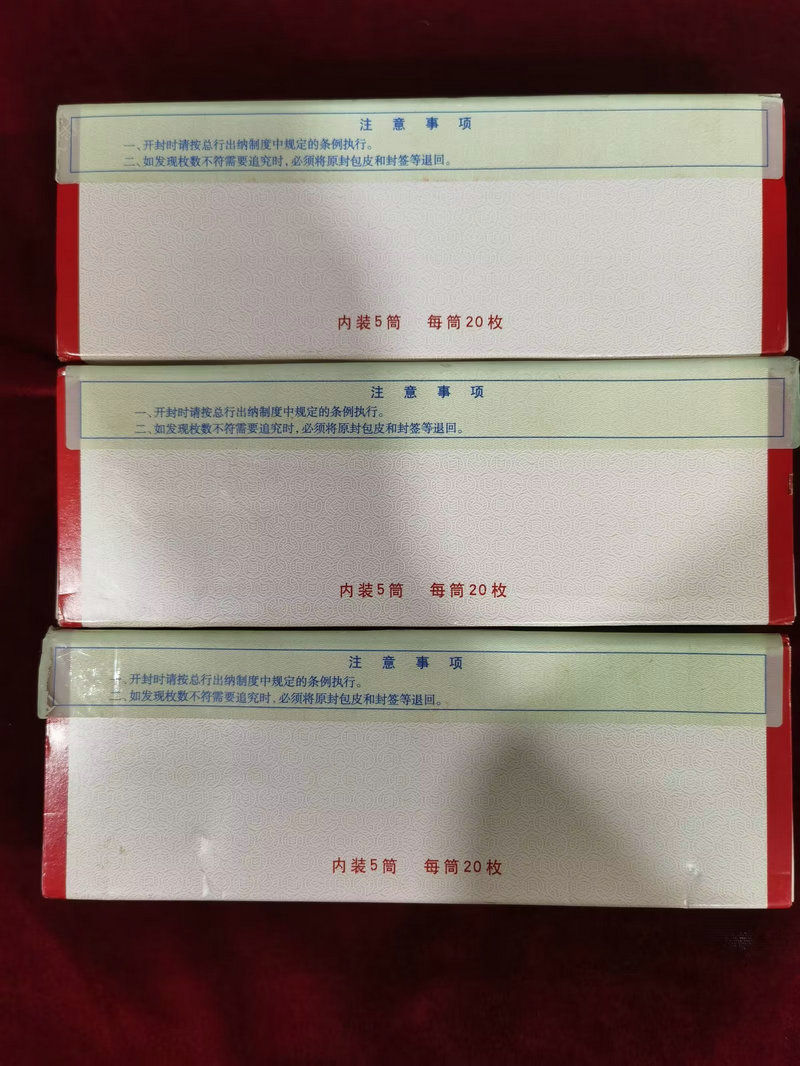 注意事项
一、开封时请按总行出纳制度中规定的条例执行。
二、如发现枚数不符需要追究时,必须将原封包皮和封签等退回。
内装5筒 每筒20枚
注意事项
一、开封时请按总行出纳制度中规定的条例执行。
二、如发现枚数不符需要追究时,必须将原封包皮和封签等退回。
内装5筒 每筒20枚
注意事项
一、开封时请按总行出纳制度中规定的条例执行。
二、如发现枚数不符需要追究时,必须将原封包皮和封签等退回。
内装5筒 每筒20枚